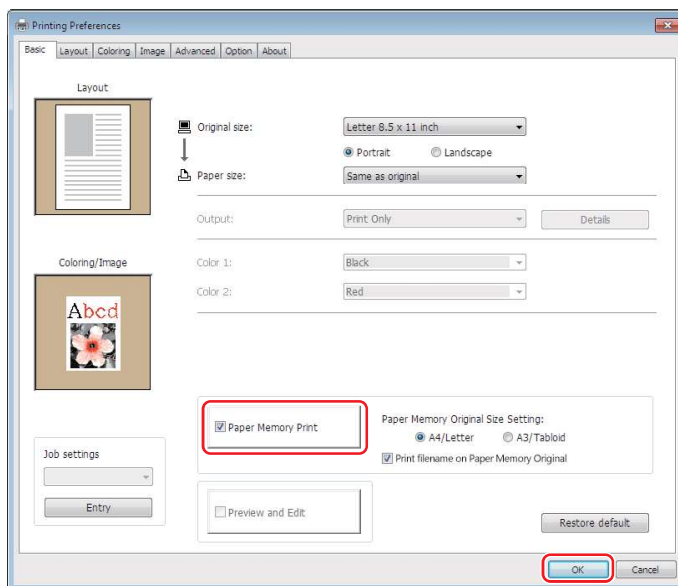 Printing Preferences
Basic Layout Coloring Image Advanced Option About
Layout
Original size: Letter 8.5 x 11 inch
Portrait Landscape
Paper size: Same as original
Output: Print Only Details
Coloring/Image
Color 1: Black
Color 2: Red
Abcd
Paper Memory Print
Paper Memory Original Size Setting:
A4/Letter A3/Tabloid
Print filename on Paper Memory Original
Job settings
Entry
Preview and Edit
Restore default
OK Cancel